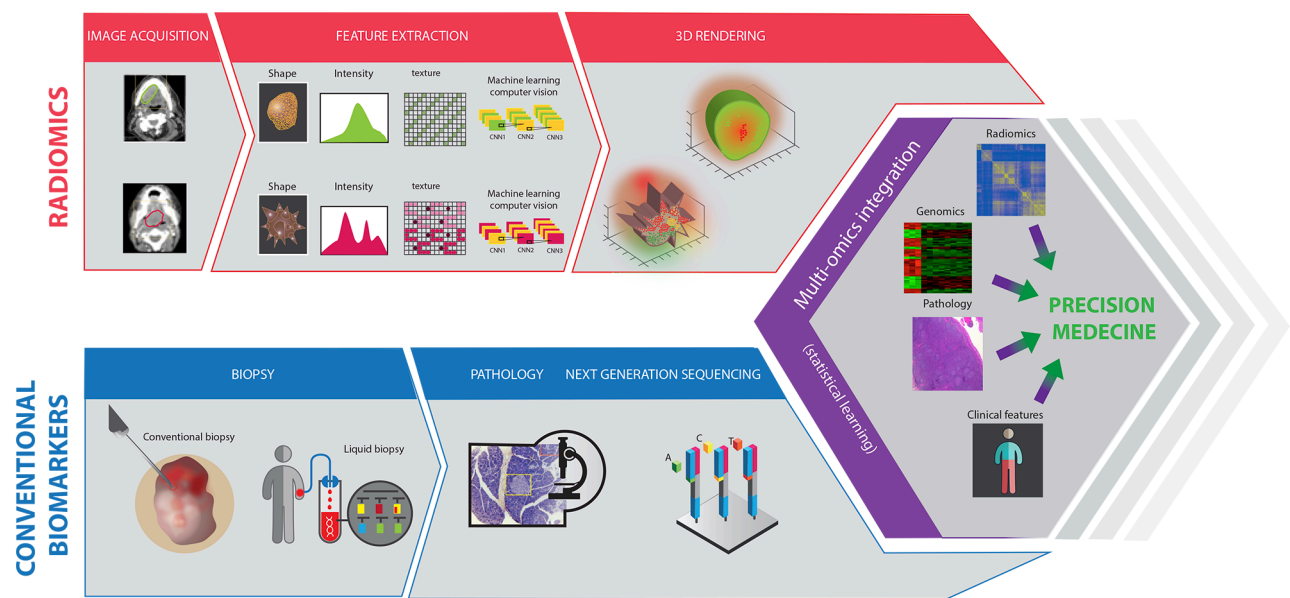 RADIOMICS
IMAGE ACQUISITION
FEATURE EXTRACTION
3D RENDERING
Shape
Intensity
texture
Machine learning
computer vision
CNN1
CNN2
CNN3
Shape
Intensity
texture
Machine learning
computer vision
CNN1
CNN2
CNN3
CONVENTIONAL
BIOMARKERS
BIOPSY
PATHOLOGY
NEXT GENERATION SEQUENCING
Conventional biopsy
Liquid biopsy
A
C
T
Multi-omics integration
(statistical learning)
Radiomics
Genomics
Pathology
Clinical features
PRECISION
MEDECINE